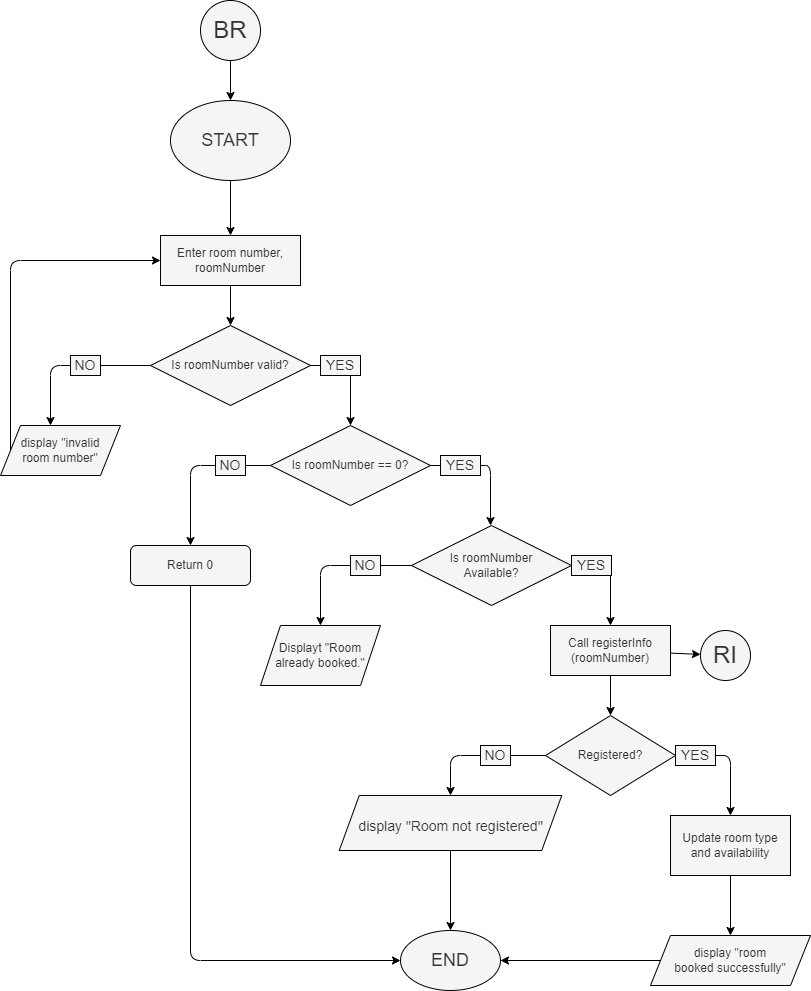 BR
START
Enter room number,
roomNumber
Is roomNumber valid?
NO
YES
display "invalid
room number"
Is roomNumber == 0?
NO
YES
Return 0
Is roomNumber
Available?
NO
YES
Displayt "Room
already booked."
Call registerInfo
(roomNumber)
RI
Registered?
NO
YES
display "Room not registered"
Update room type
and availability
display "room
booked successfully"
END